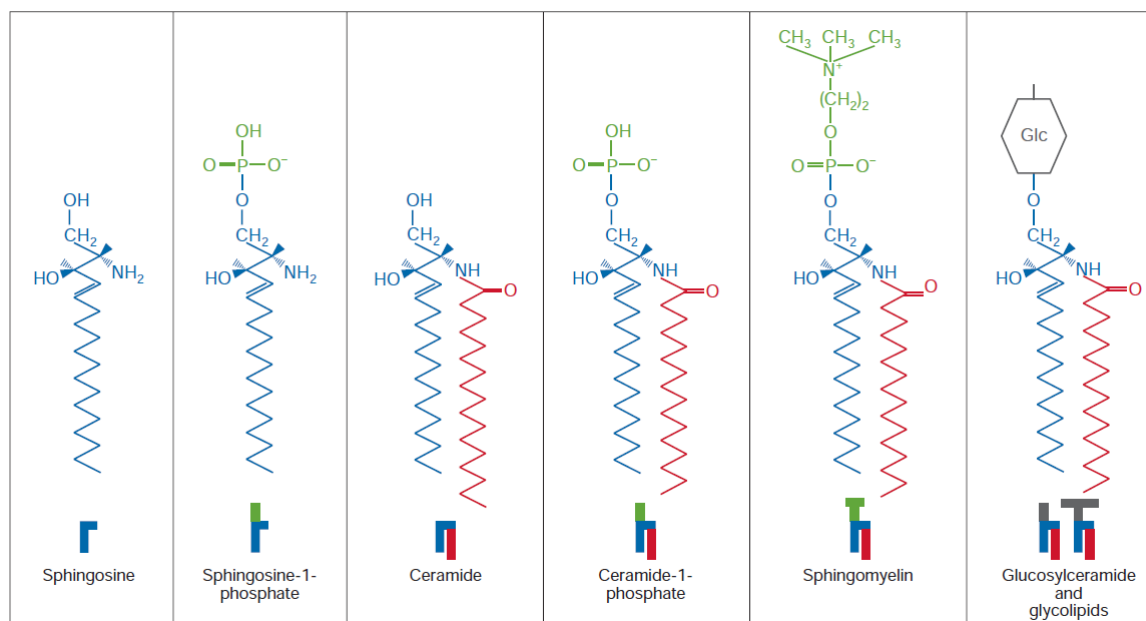 OH
CH2
HO
NH2
Sphingosine
OH
O P O−
O
CH2
HO
NH2
Sphingosine-1-
phosphate
OH
CH2
HO
NH
O
Ceramide
OH
O P O−
O
CH2
HO
NH
O
Ceramide-1-
phosphate
CH3 CH3 CH3
N+
(CH2)2
O
O P O−
O
CH2
HO
NH
O
Sphingomyelin
Glc
O
CH2
HO
NH
O
Glucosylceramide
and
glycolipids